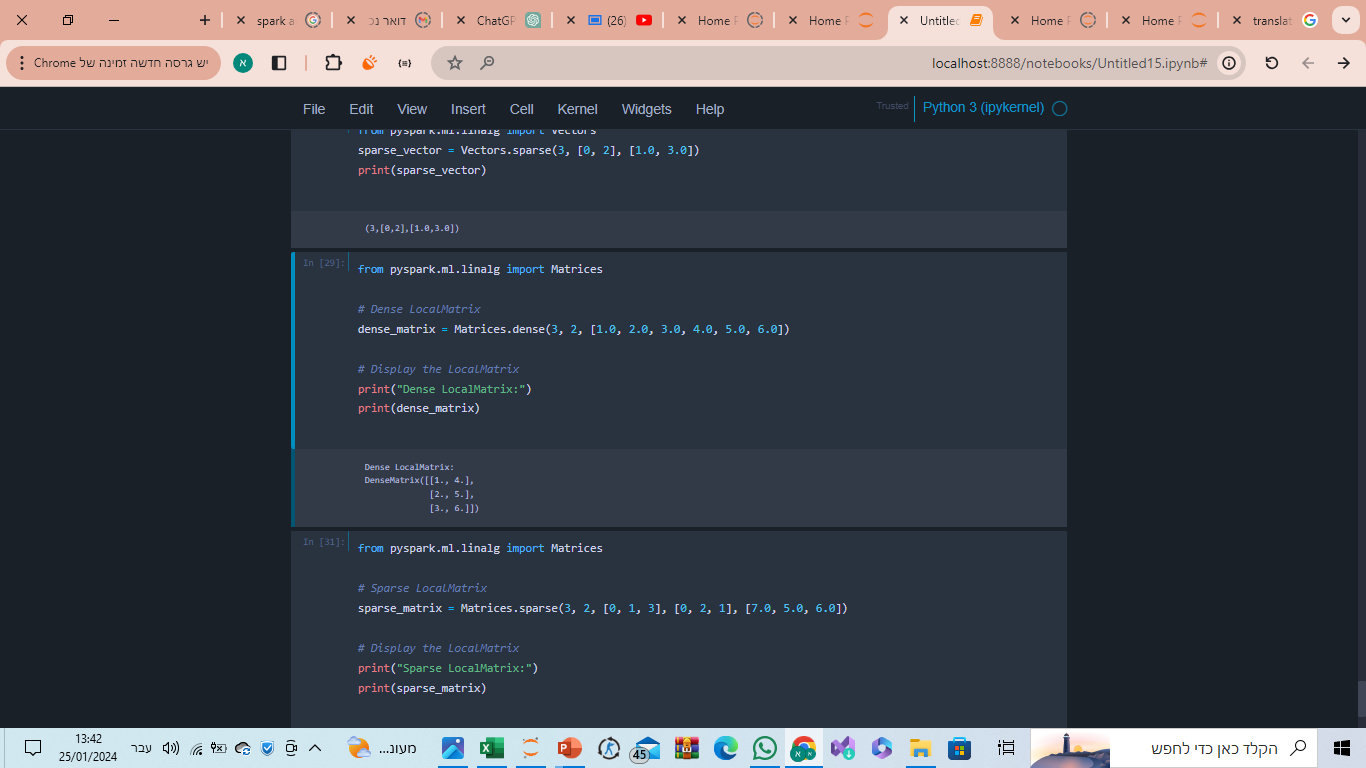 spark a
דואר נכ
ChatGP
(26)
Home P
Home P
Untitled
Home P
Home P
translat
יש גרסה חדשה זמינה של Chrome
א
localhost:8888/notebooks/Untitled15.ipynb#
File Edit View Insert Cell Kernel Widgets Help
Trusted
Python 3 (ipykernel)
from pyspark.ml.linalg import Vectors
sparse_vector = Vectors.sparse(3, [0, 2], [1.0, 3.0])
print(sparse_vector)
(3,[0,2],[1.0,3.0])
In [29]:
from pyspark.ml.linalg import Matrices
# Dense LocalMatrix
dense_matrix = Matrices.dense(3, 2, [1.0, 2.0, 3.0, 4.0, 5.0, 6.0])
# Display the LocalMatrix
print("Dense LocalMatrix:")
print(dense_matrix)
Dense LocalMatrix:
DenseMatrix([[1., 4.],
[2., 5.],
[3., 6.]])
In [31]:
from pyspark.ml.linalg import Matrices
# Sparse LocalMatrix
sparse_matrix = Matrices.sparse(3, 2, [0, 1, 3], [0, 2, 1], [7.0, 5.0, 6.0])
# Display the LocalMatrix
print("Sparse LocalMatrix:")
print(sparse_matrix)
13:42
25/01/2024
עבר
מעונ...
45
הקלד כאן כדי לחפש